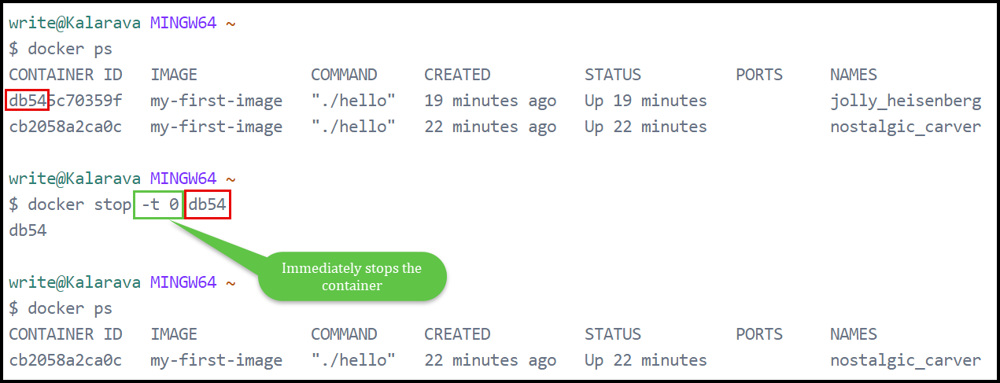 write@Kalarava MINGW64 ~
$ docker ps
CONTAINER ID   IMAGE            COMMAND     CREATED          STATUS          PORTS     NAMES
db545c70359f   my-first-image   "./hello"   19 minutes ago   Up 19 minutes             jolly_heisenberg
cb2058a2ca0c   my-first-image   "./hello"   22 minutes ago   Up 22 minutes             nostalgic_carver
write@Kalarava MINGW64 ~
$ docker stop -t 0 db54
db54
Immediately stops the
container
write@Kalarava MINGW64 ~
$ docker ps
CONTAINER ID   IMAGE            COMMAND     CREATED          STATUS          PORTS     NAMES
cb2058a2ca0c   my-first-image   "./hello"   22 minutes ago   Up 22 minutes             nostalgic_carver